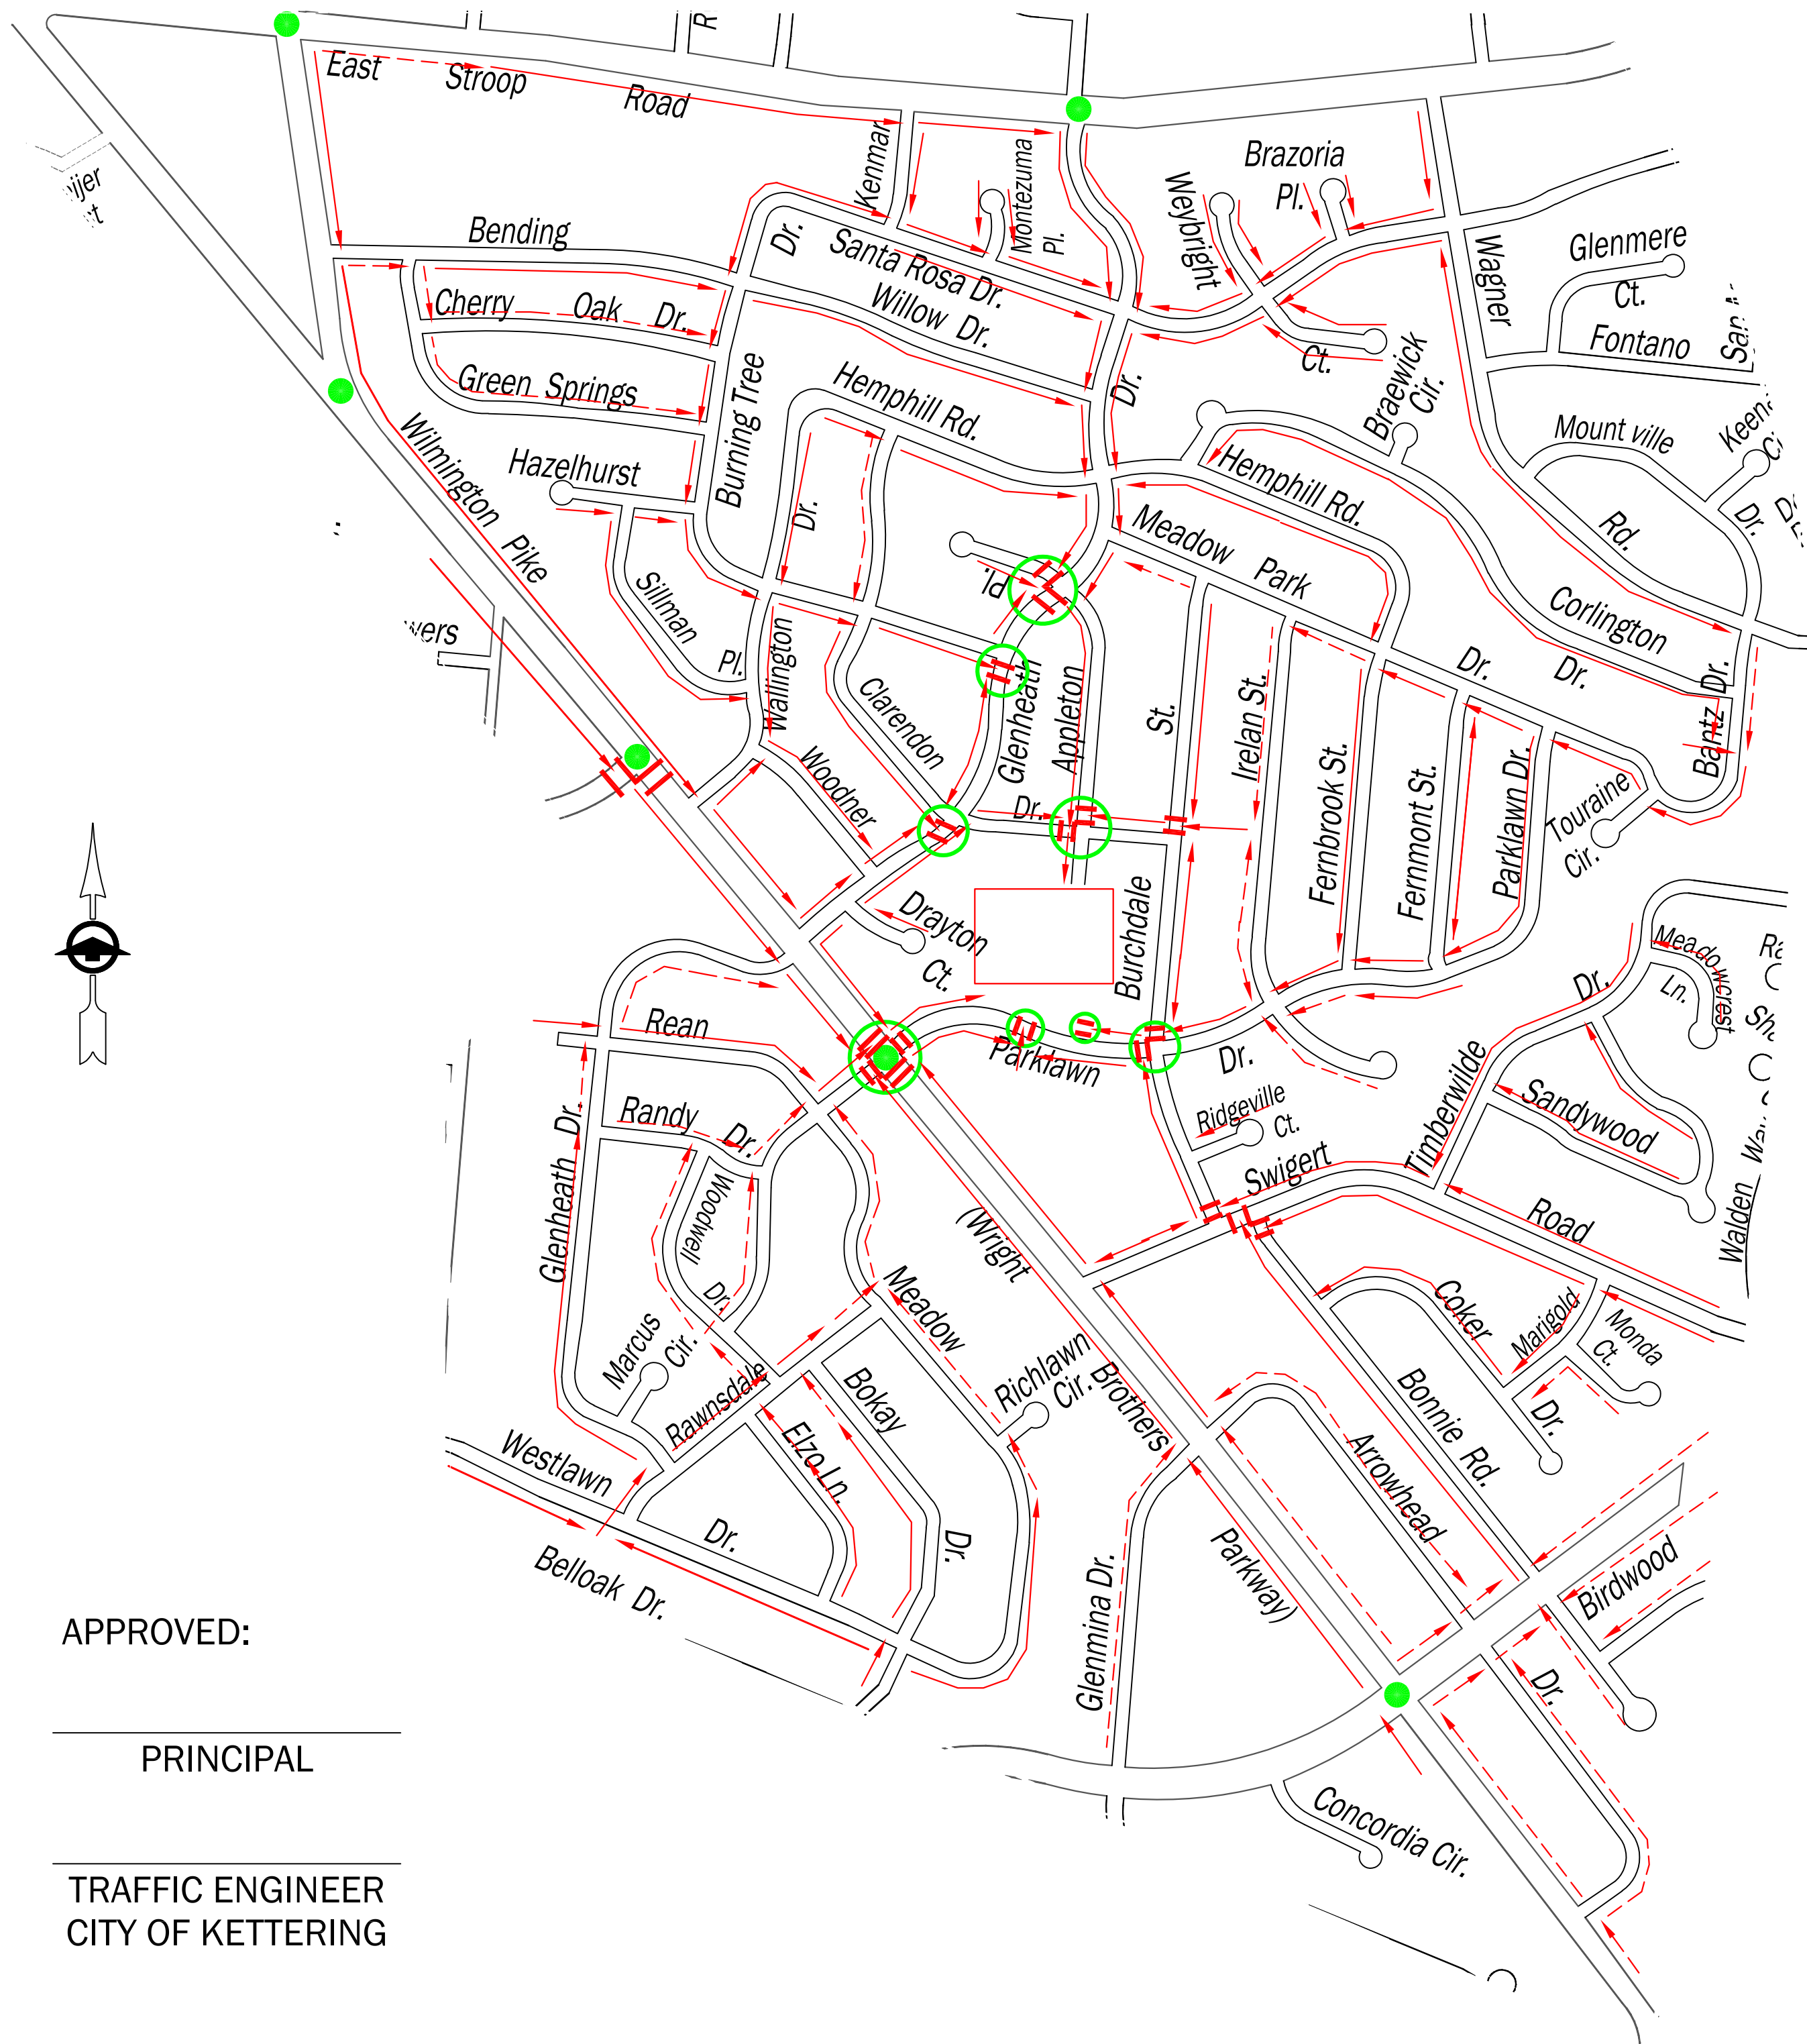 East Stroop Road
Kenmar
Montezuma
Pl.
Brazoria
Pl.
Weybright
Ct.
Wagner
Rd.
Glenmere
Ct.
Fontano
Bending
Willow Dr.
Dr.
Santa Rosa Dr.
Cherry Oak Dr.
Green Springs
Burning Tree
Dr.
Hemphill Rd.
Hemphill Rd.
Braewick
Cir.
Mount ville
Dr.
Hazelhurst
Wilmington Pike
Dr.
Pl.
Meadow Park
Dr.
Corlington
Dr.
Sillman
Pl.
Wallington
Clarendon
Glenheath
Appleton
St.
Irelan St.
Bantz Dr.
Woodner
Dr.
Fernbrook St.
Fernmont St.
Parklawn Dr.
Touraine
Cir.
Drayton
Ct.
Burchdale
Meadowcrest
Ln.
Dr.
Rean
Parklawn
Dr.
Randy
Dr.
Ridgeville
Ct.
Timberwilde
Sandywood
Swigert
Road
Walden
Glenheath Dr.
Woodwell
Dr.
(Wright
Brothers
Parkway)
Meadow
Marcus
Cir.
Coker
Dr.
Marigold
Monda
Ct.
Rawnsdale
Bokay
Dr.
Richlawn
Cir.
Bonnie Rd.
Westlawn
Dr.
Elzo Ln.
Arrowhead
Dr.
Belloak Dr.
Glenmina Dr.
Birdwood
APPROVED:
PRINCIPAL
Concordia Cir.
TRAFFIC ENGINEER
CITY OF KETTERING